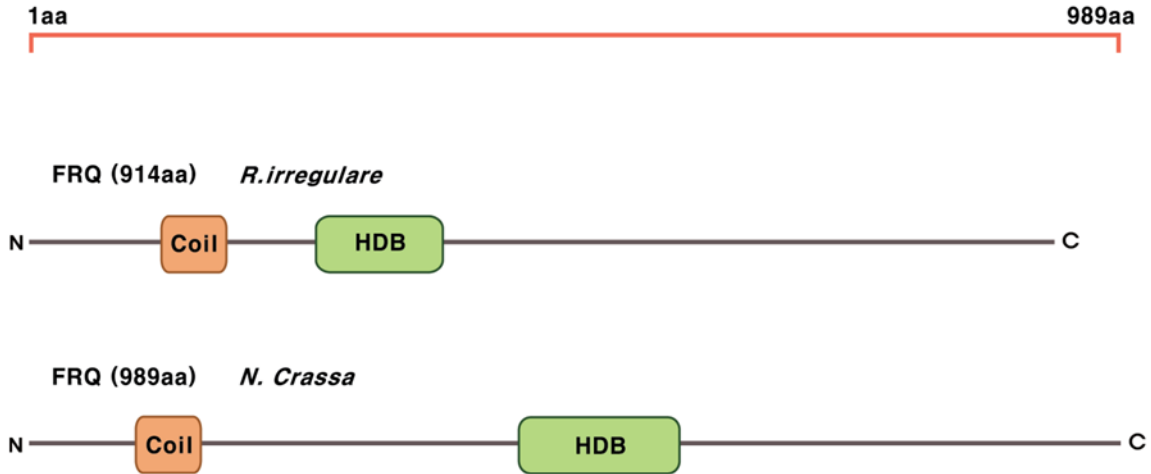 1aa 989aa
FRQ (914aa) R.irregulare
N Coil HDB C
FRQ (989aa) N. Crassa
N Coil HDB C